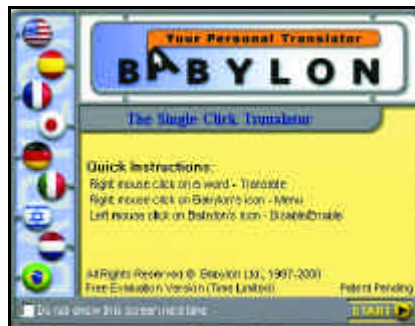 Your Personal Translator
BABYLON
The Single Click Translator
Quick Instructions:
Right mouse click on a word - Translate
Right mouse click on Babylon's icon - Menu
Left mouse click on Babylon's icon - Disable/Enable
All Rights Reserved © Babylon Ltd., 1997-2000
Free Evaluation Version (Time Limited) Patent Pending
Do not show this screen next time START